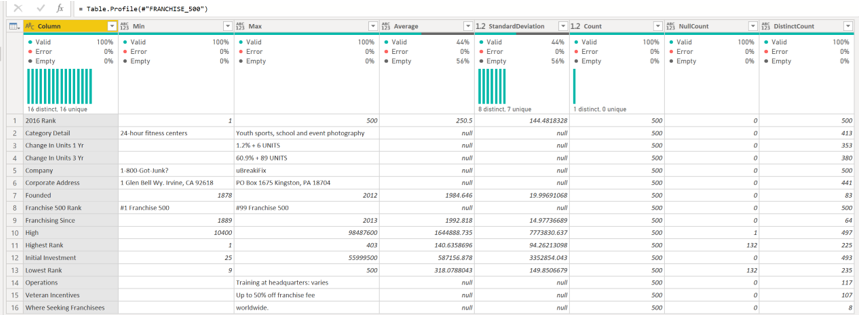 fx = Table.Profile(#"FRANCHISE_500")
Column Min Max Average 1.2 StandardDeviation 1.2 Count NullCount DistinctCount
Valid 100% Valid 100% Valid 100% Valid 44% Valid 44% Valid 100% Valid 100% Valid 100%
Error 0% Error 0% Error 0% Error 0% Error 0% Error 0% Error 0% Error 0%
Empty 0% Empty 0% Empty 0% Empty 56% Empty 56% Empty 0% Empty 0% Empty 0%
16 distinct, 16 unique 8 distinct, 7 unique 1 distinct, 0 unique
1 2016 Rank 1 500 250.5 144.4818328 500 0 500
2 Category Detail 24-hour fitness centers Youth sports, school and event photography null null 500 0 413
3 Change In Units 1 Yr 1.2% + 6 UNITS null null 500 0 353
4 Change In Units 3 Yr 60.9% + 89 UNITS null null 500 0 380
5 Company 1-800-Got-Junk? uBreakiFix null null 500 0 500
6 Corporate Address 1 Glen Bell Wy. Irvine, CA 92618 PO Box 1675 Kingston, PA 18704 null null 500 0 441
7 Founded 1878 2012 1984.646 19.99691068 500 0 83
8 Franchise 500 Rank #1 Franchise 500 #99 Franchise 500 null null 500 0 500
9 Franchising Since 1889 2013 1992.818 14.97736689 500 0 64
10 High 10400 98487600 1644888.735 7773830.637 500 1 497
11 Highest Rank 1 403 140.6358696 94.26213098 500 132 225
12 Initial Investment 25 55999500 587156.878 3352854.043 500 0 493
13 Lowest Rank 9 500 318.0788043 149.8506679 500 132 235
14 Operations Training at headquarters: varies null null 500 0 117
15 Veteran Incentives Up to 50% off franchise fee null null 500 0 107
16 Where Seeking Franchisees worldwide. null null 500 0 8